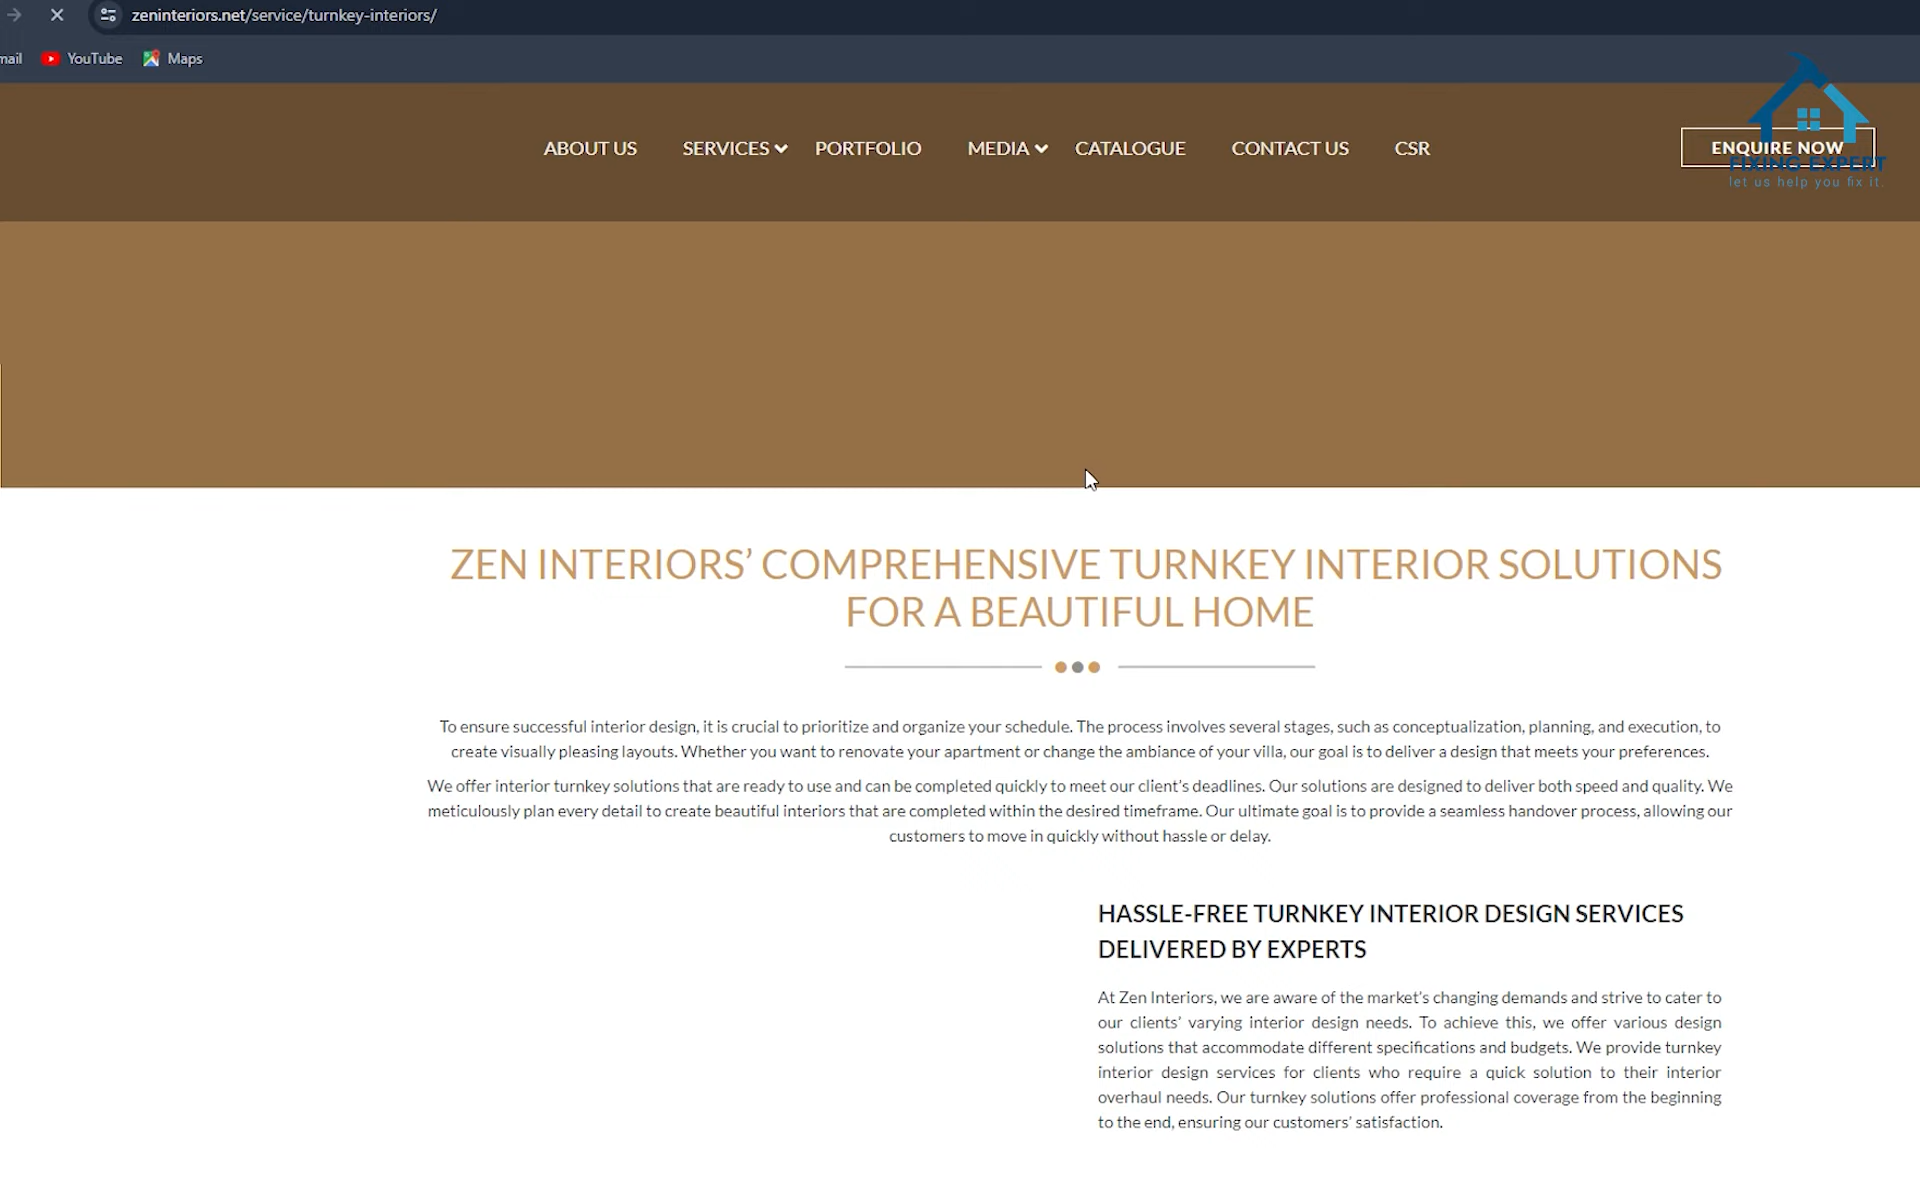 zeninteriors.net/service/turnkey-interiors/
mail YouTube Maps
ABOUT US SERVICES PORTFOLIO MEDIA CATALOGUE CONTACT US CSR ENQUIRE NOW
FIXING EXPERT
let us help you fix it.
ZEN INTERIORS’ COMPREHENSIVE TURNKEY INTERIOR SOLUTIONS
FOR A BEAUTIFUL HOME
To ensure successful interior design, it is crucial to prioritize and organize your schedule. The process involves several stages, such as conceptualization, planning, and execution, to
create visually pleasing layouts. Whether you want to renovate your apartment or change the ambiance of your villa, our goal is to deliver a design that meets your preferences.
We offer interior turnkey solutions that are ready to use and can be completed quickly to meet our client’s deadlines. Our solutions are designed to deliver both speed and quality. We
meticulously plan every detail to create beautiful interiors that are completed within the desired timeframe. Our ultimate goal is to provide a seamless handover process, allowing our
customers to move in quickly without hassle or delay.
HASSLE-FREE TURNKEY INTERIOR DESIGN SERVICES
DELIVERED BY EXPERTS
At Zen Interiors, we are aware of the market’s changing demands and strive to cater to
our clients’ varying interior design needs. To achieve this, we offer various design
solutions that accommodate different specifications and budgets. We provide turnkey
interior design services for clients who require a quick solution to their interior
overhaul needs. Our turnkey solutions offer professional coverage from the beginning
to the end, ensuring our customers’ satisfaction.